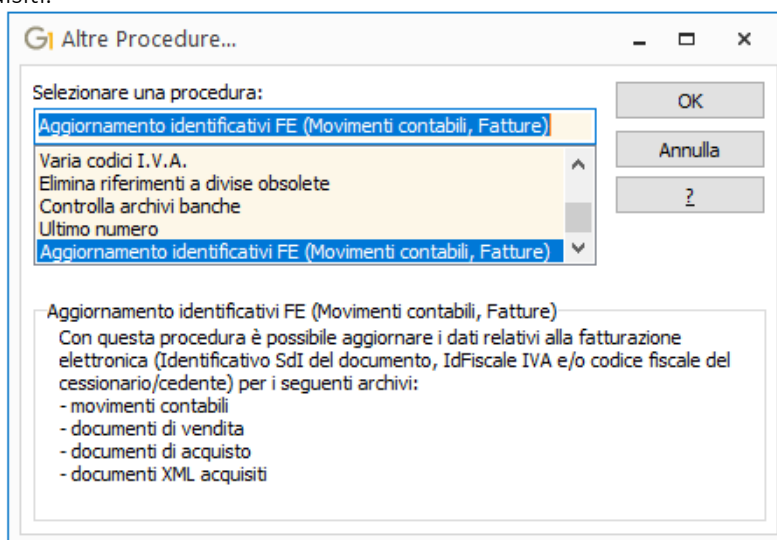 G1 Altre Procedure...
Selezionare una procedura:
OK
Aggiornamento identificativi FE (Movimenti contabili, Fatture)
Annulla
Varia codici I.V.A.
Elimina riferimenti a divise obsolete
?
Controlla archivi banche
Ultimo numero
Aggiornamento identificativi FE (Movimenti contabili, Fatture)
Aggiornamento identificativi FE (Movimenti contabili, Fatture)
Con questa procedura è possibile aggiornare i dati relativi alla fatturazione
elettronica (Identificativo SdI del documento, IdFiscale IVA e/o codice fiscale del
cessionario/cedente) per i seguenti archivi:
- movimenti contabili
- documenti di vendita
- documenti di acquisto
- documenti XML acquisiti